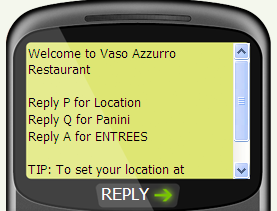 Welcome to Vaso Azzurro
Restaurant
Reply P for Location
Reply Q for Panini
Reply A for ENTREES
TIP: To set your location at
REPLY